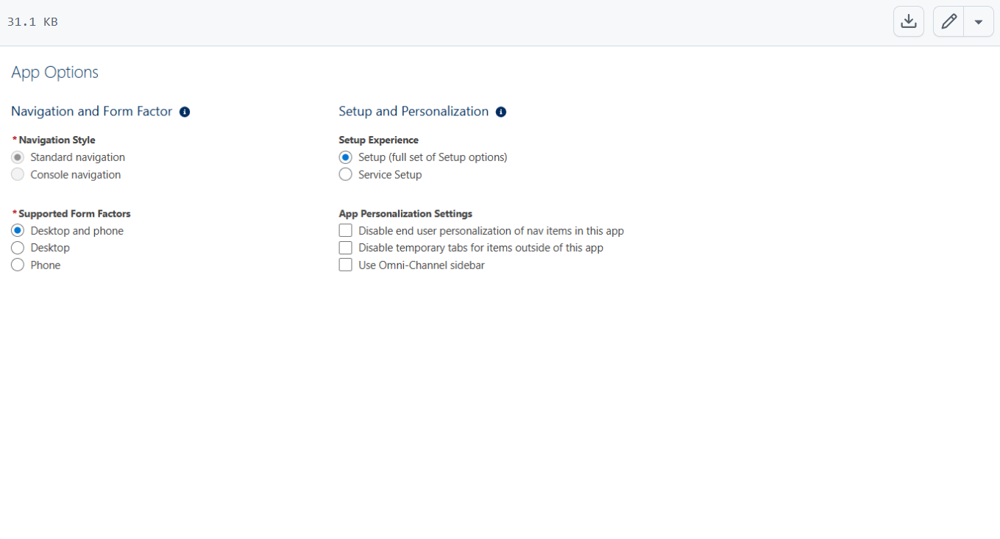 31.1 KB
App Options
Navigation and Form Factor
* Navigation Style
Standard navigation
Console navigation
* Supported Form Factors
Desktop and phone
Desktop
Phone
Setup and Personalization
Setup Experience
Setup (full set of Setup options)
Service Setup
App Personalization Settings
Disable end user personalization of nav items in this app
Disable temporary tabs for items outside of this app
Use Omni-Channel sidebar